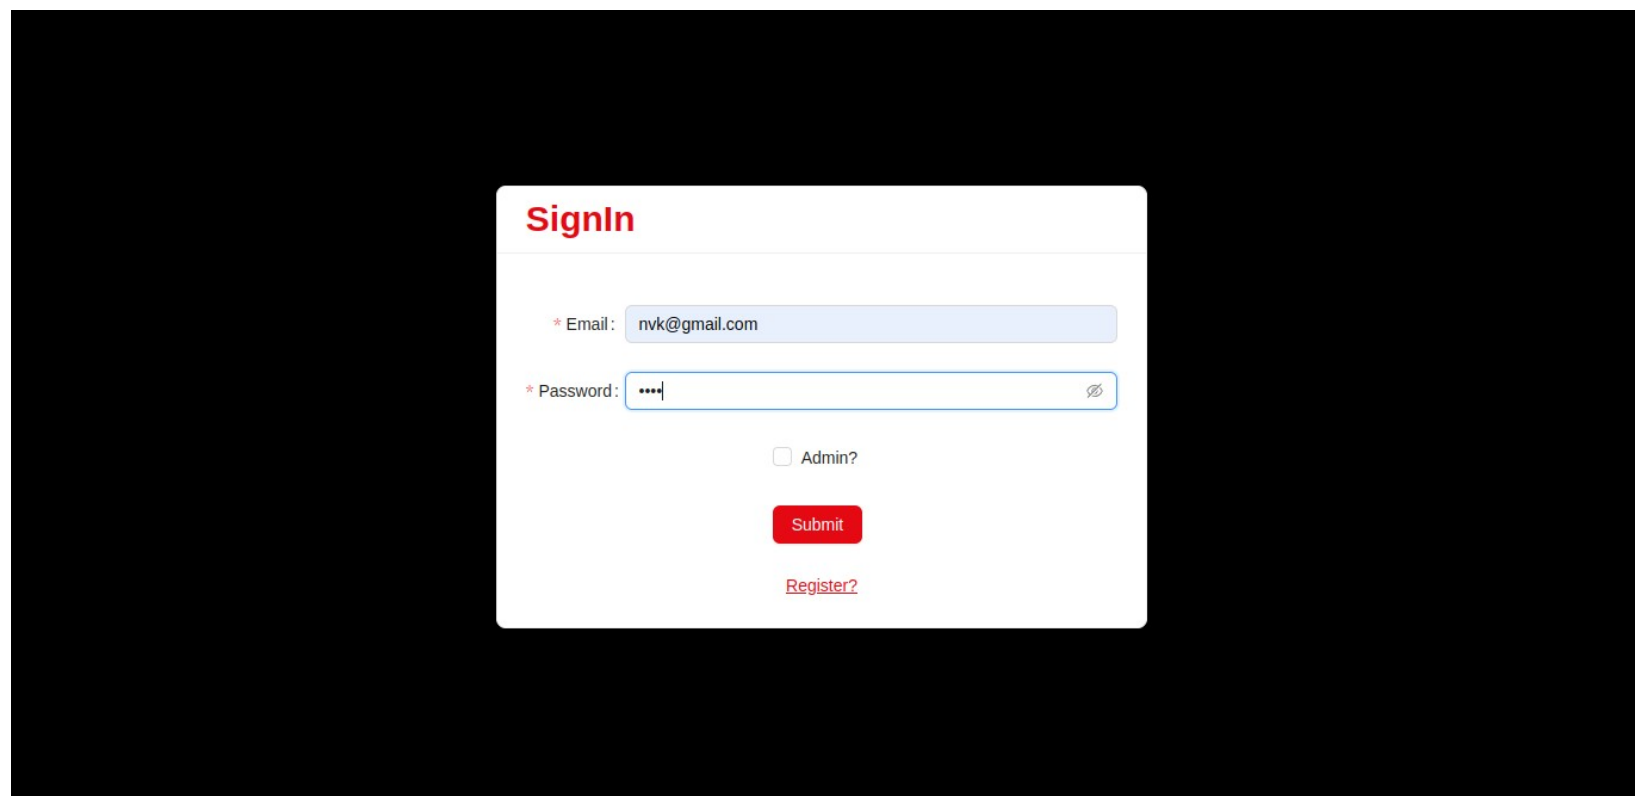 SignIn
* Email : nvk@gmail.com
* Password : ••••
Admin?
Submit
Register?